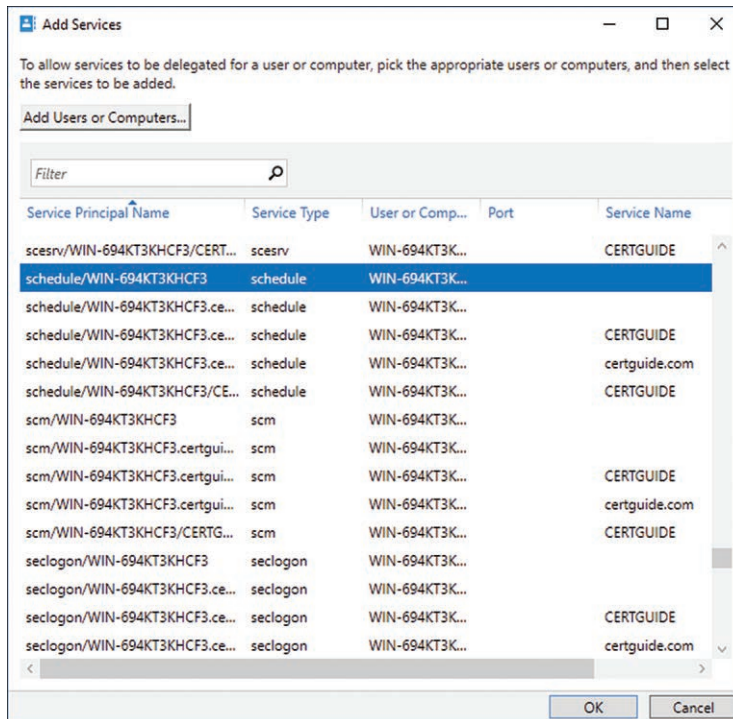 Add Services
To allow services to be delegated for a user or computer, pick the appropriate users or computers, and then select
the services to be added.
Add Users or Computers...
Filter
Service Principal Name Service Type User or Comp... Port Service Name
scesrv/WIN-694KT3KHCF3/CERT... scesrv WIN-694KT3K... CERTGUIDE
schedule/WIN-694KT3KHCF3 schedule WIN-694KT3K...
schedule/WIN-694KT3KHCF3.ce... schedule WIN-694KT3K...
schedule/WIN-694KT3KHCF3.ce... schedule WIN-694KT3K... CERTGUIDE
schedule/WIN-694KT3KHCF3.ce... schedule WIN-694KT3K... certguide.com
schedule/WIN-694KT3KHCF3/CE... schedule WIN-694KT3K... CERTGUIDE
scm/WIN-694KT3KHCF3 scm WIN-694KT3K...
scm/WIN-694KT3KHCF3.certgui... scm WIN-694KT3K...
scm/WIN-694KT3KHCF3.certgui... scm WIN-694KT3K... CERTGUIDE
scm/WIN-694KT3KHCF3.certgui... scm WIN-694KT3K... certguide.com
scm/WIN-694KT3KHCF3/CERTG... scm WIN-694KT3K... CERTGUIDE
seclogon/WIN-694KT3KHCF3 seclogon WIN-694KT3K...
seclogon/WIN-694KT3KHCF3.ce... seclogon WIN-694KT3K...
seclogon/WIN-694KT3KHCF3.ce... seclogon WIN-694KT3K... CERTGUIDE
seclogon/WIN-694KT3KHCF3.ce... seclogon WIN-694KT3K... certguide.com
OK Cancel